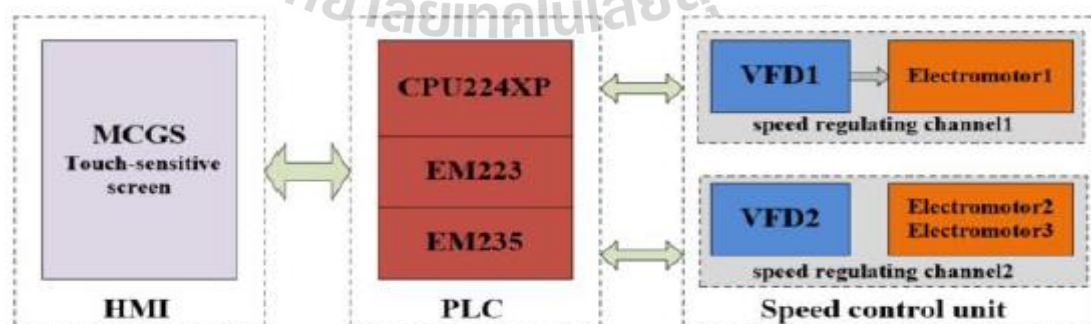 MCGS
Touch-sensitive
screen
HMI
CPU224XP
EM223
EM235
PLC
VFD1
Electromotor1
speed regulating channel1
VFD2
Electromotor2
Electromotor3
speed regulating channel2
Speed control unit